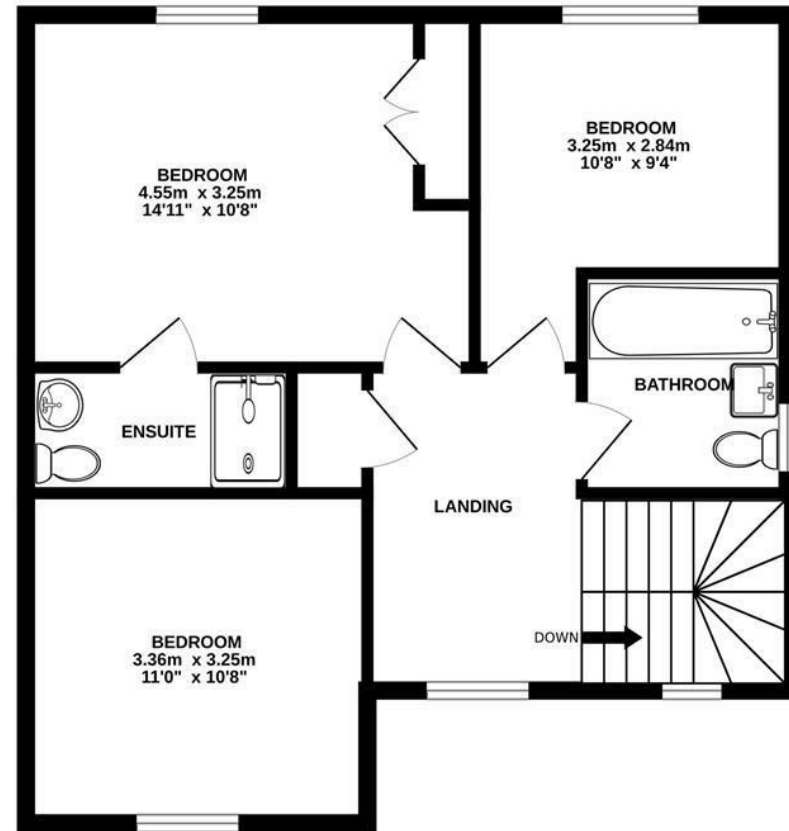 BEDROOM
4.55m x 3.25m
14'11" x 10'8"
BEDROOM
3.25m x 2.84m
10'8" x 9'4"
ENSUITE
BATHROOM
LANDING
BEDROOM
3.36m x 3.25m
11'0" x 10'8"
DOWN